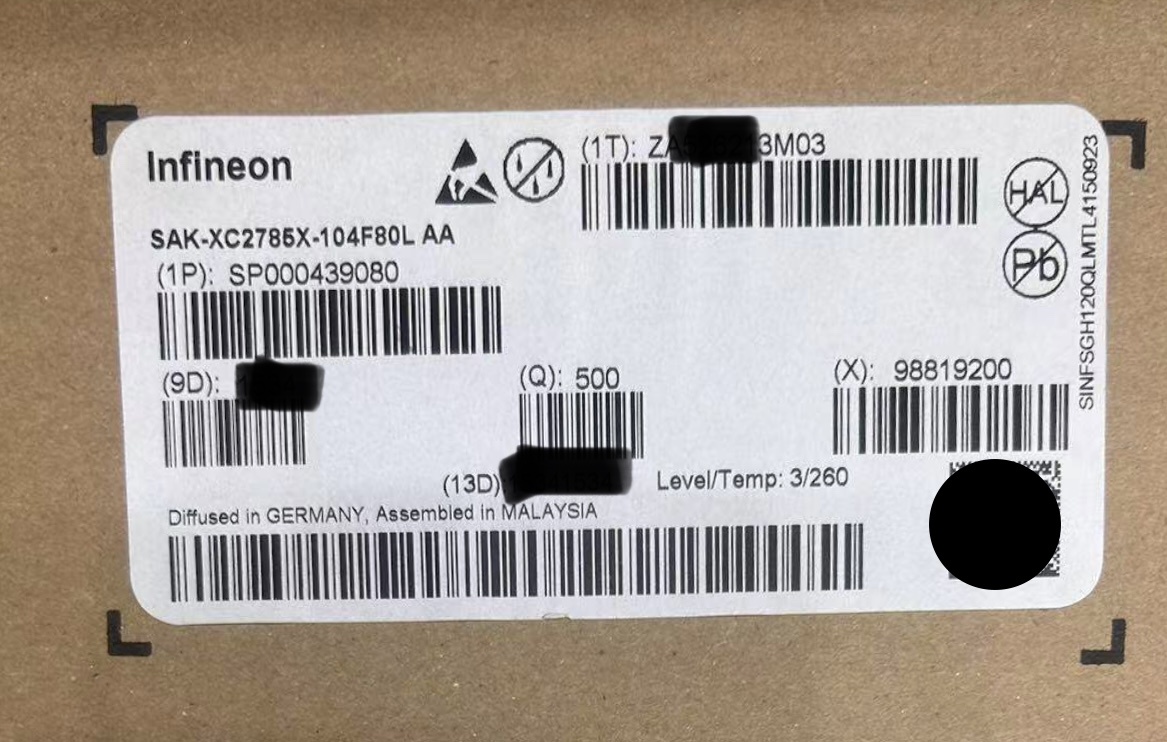 Infineon
(1T): ZA 3M03
SAK-XC2785X-104F80L AA
(1P): SP000439080
(9D):
(Q): 500
(X): 98819200
(13D):
Level/Temp: 3/260
Diffused in GERMANY, Assembled in MALAYSIA
HAL
Pb
SINFSGH120QLMTL4150923